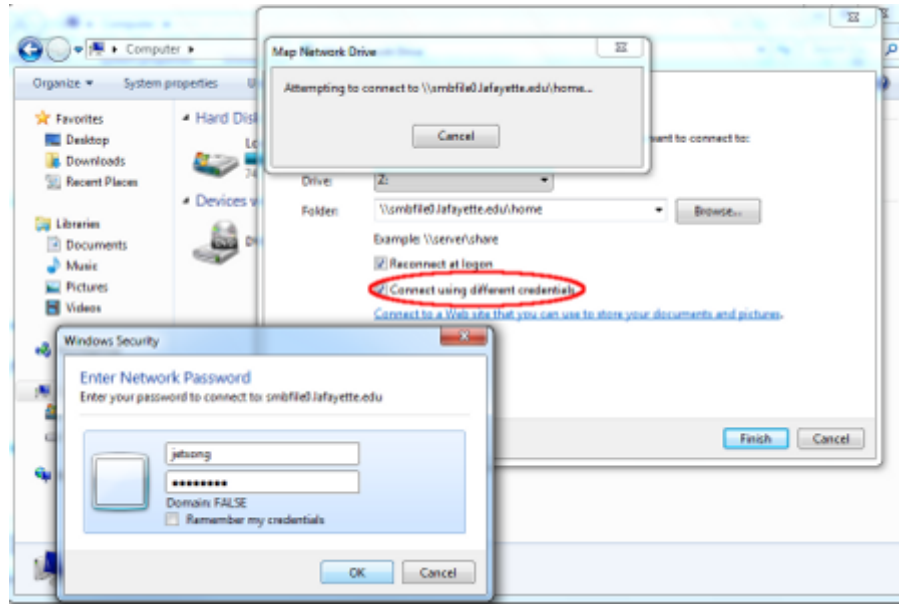 Computer
Organize
System properties
Favorites
Desktop
Downloads
Recent Places
Libraries
Documents
Music
Pictures
Videos
Hard Disk
Devices
Map Network Drive
Attempting to connect to \\smbfile0.lafayette.edu\home...
Cancel
want to connect to:
Drive: Z:
Folder: \\smbfile0.lafayette.edu\home Browse...
Example: \\server\share
Reconnect at logon
Connect using different credentials
Connect to a Web site that you can use to store your documents and pictures.
Finish Cancel
Windows Security
Enter Network Password
Enter your password to connect to: smbfile0.lafayette.edu
jetsong
Domain: FALSE
Remember my credentials
OK Cancel